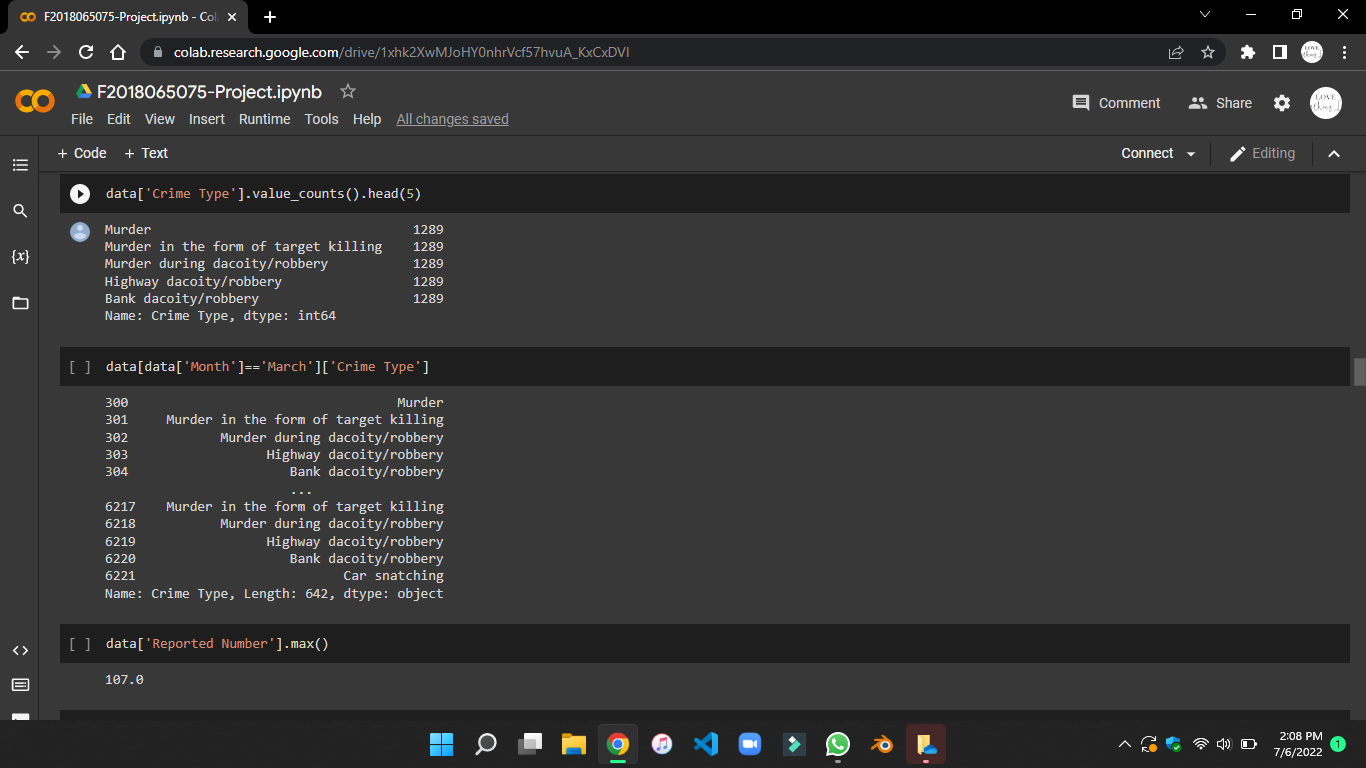 F2018065075-Project.ipynb - Col
colab.research.google.com/drive/1xhk2XwMJoHY0nhrVcf57hvuA_KxCxDVI
F2018065075-Project.ipynb
File Edit View Insert Runtime Tools Help All changes saved
Comment Share
+ Code + Text
Connect Editing
data['Crime Type'].value_counts().head(5)
Murder 1289
Murder in the form of target killing 1289
Murder during dacoity/robbery 1289
Highway dacoity/robbery 1289
Bank dacoity/robbery 1289
Name: Crime Type, dtype: int64
[ ] data[data['Month']=='March']['Crime Type']
300 Murder
301 Murder in the form of target killing
302 Murder during dacoity/robbery
303 Highway dacoity/robbery
304 Bank dacoity/robbery
...
6217 Murder in the form of target killing
6218 Murder during dacoity/robbery
6219 Highway dacoity/robbery
6220 Bank dacoity/robbery
6221 Car snatching
Name: Crime Type, Length: 642, dtype: object
[ ] data['Reported Number'].max()
107.0
{x}
2:08 PM
7/6/2022
1